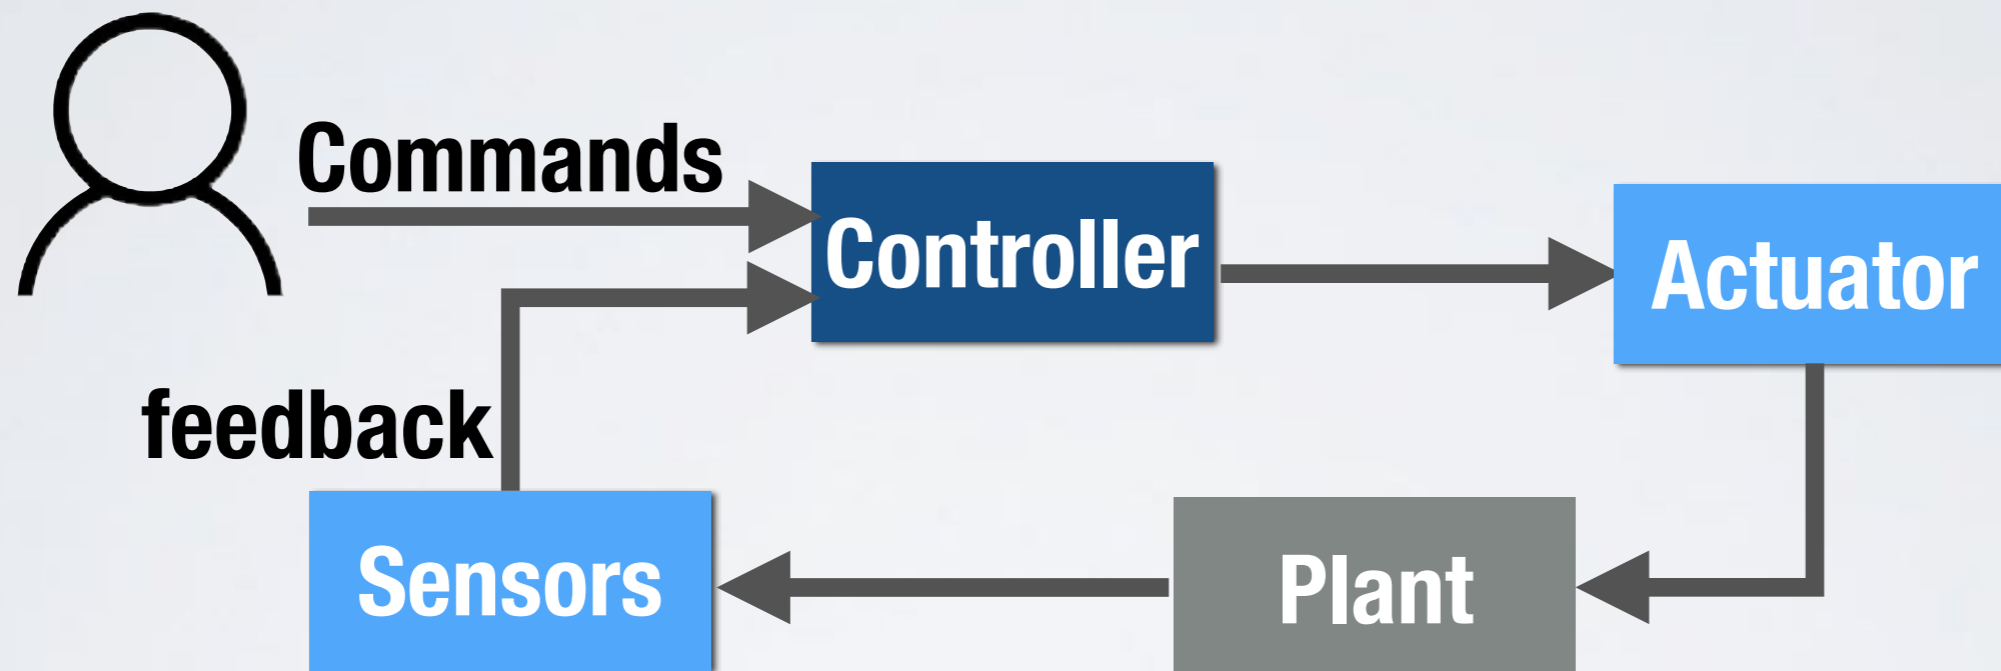 Commands
Controller
Actuator
feedback
Sensors
Plant